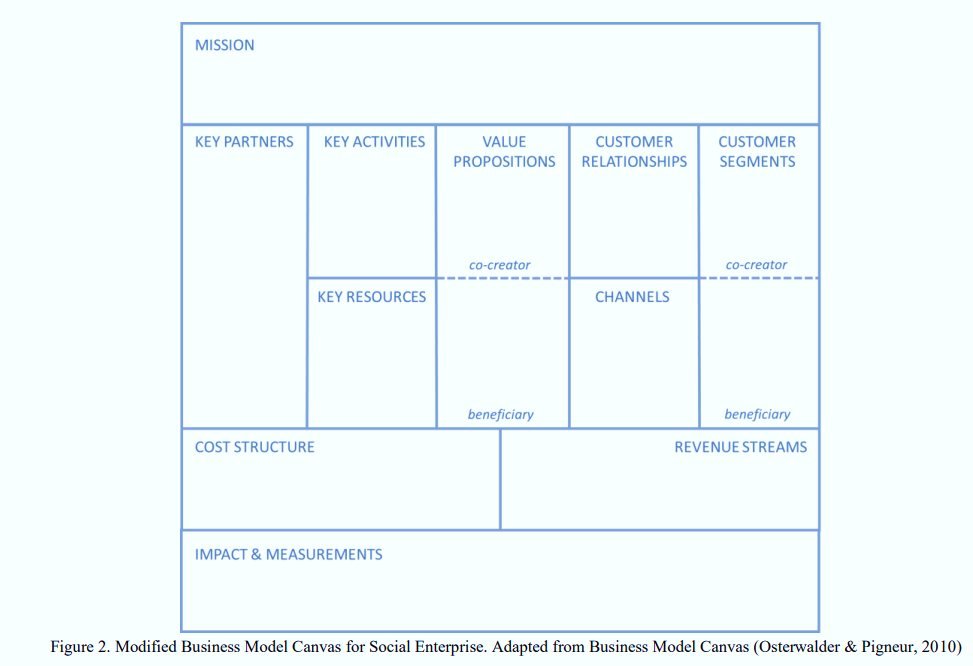 MISSION
KEY PARTNERS
KEY ACTIVITIES
VALUE
PROPOSITIONS
co-creator
beneficiary
CUSTOMER
RELATIONSHIPS
CUSTOMER
SEGMENTS
co-creator
beneficiary
KEY RESOURCES
CHANNELS
COST STRUCTURE
REVENUE STREAMS
IMPACT & MEASUREMENTS
Figure 2. Modified Business Model Canvas for Social Enterprise. Adapted from Business Model Canvas (Osterwalder & Pigneur, 2010)